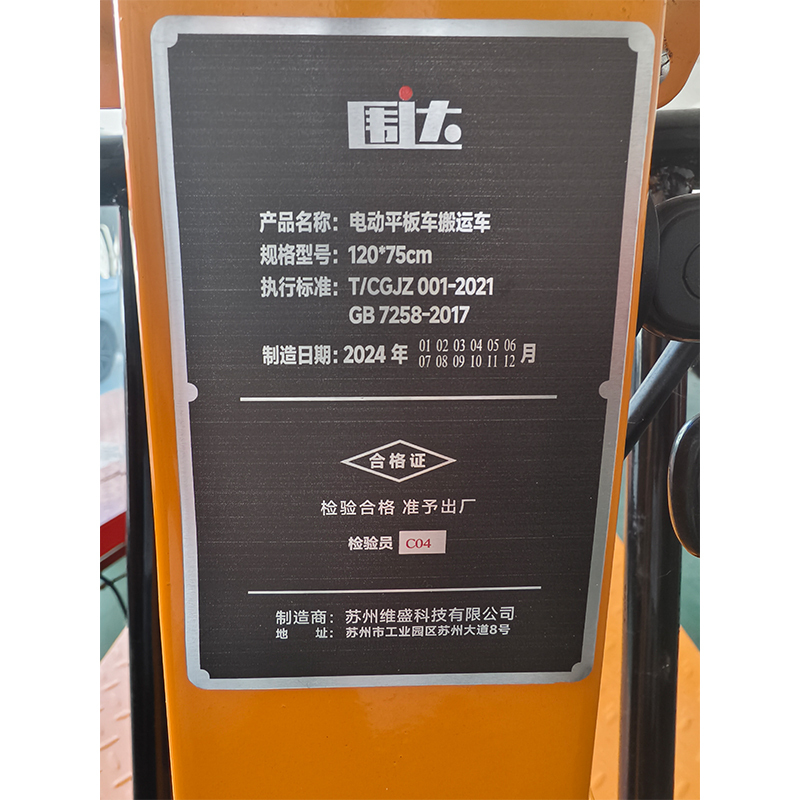 围达
产品名称：电动平板车搬运车
规格型号：120*75cm
执行标准：T/CGJZ 001-2021
GB 7258-2017
制造日期：2024 年 01 02 03 04 05 06 07 08 09 10 11 12 月
合格证
检验合格 准予出厂
检验员 C04
制造商：苏州维盛科技有限公司
地 址：苏州市工业园区苏州大道8号